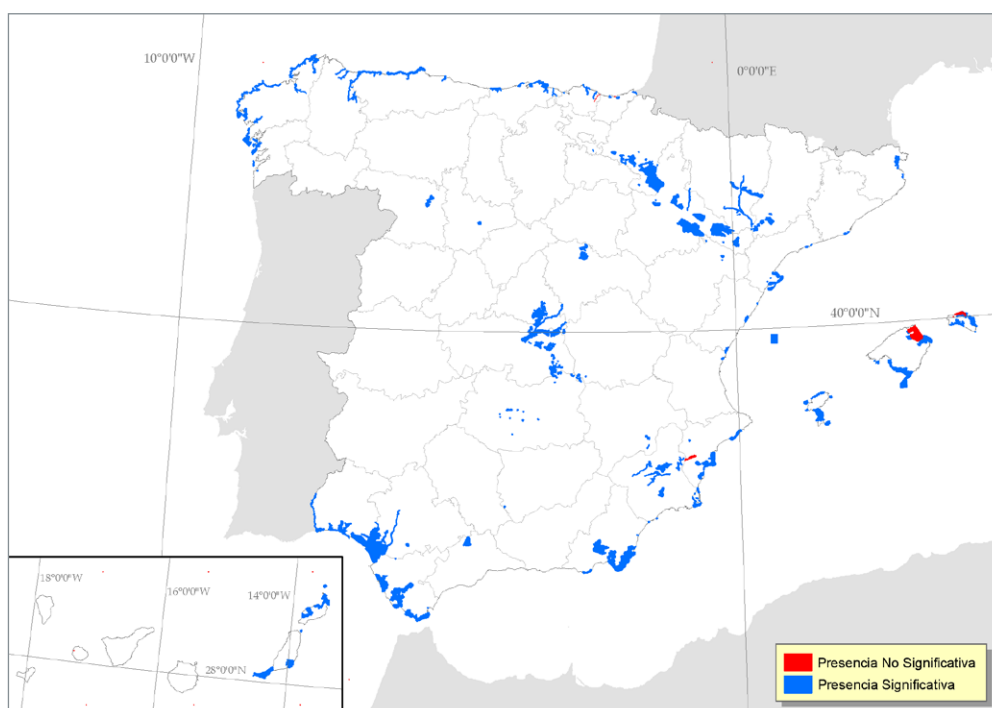 10°0'0"W
0°0'0"E
40°0'0"N
18°0'0"W
16°0'0"W
14°0'0"W
28°0'0"N
Presencia No Significativa
Presencia Significativa